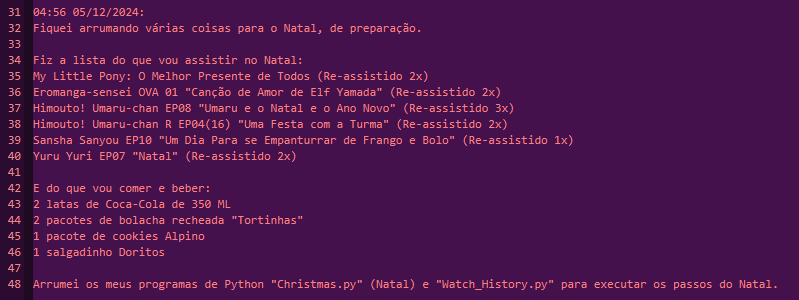 31 04:56 05/12/2024:
32 Fiquei arrumando várias coisas para o Natal, de preparação.
33
34 Fiz a lista do que vou assistir no Natal:
35 My Little Pony: O Melhor Presente de Todos (Re-assistido 2x)
36 Eromanga-sensei OVA 01 "Canção de Amor de Elf Yamada" (Re-assistido 2x)
37 Himouto! Umaru-chan EP08 "Umaru e o Natal e o Ano Novo" (Re-assistido 3x)
38 Himouto! Umaru-chan R EP04(16) "Uma Festa com a Turma" (Re-assistido 2x)
39 Sansha Sanyou EP10 "Um Dia Para se Empanturrar de Frango e Bolo" (Re-assistido 1x)
40 Yuru Yuri EP07 "Natal" (Re-assistido 2x)
41
42 E do que vou comer e beber:
43 2 latas de Coca-Cola de 350 ML
44 2 pacotes de bolacha recheada "Tortinhas"
45 1 pacote de cookies Alpino
46 1 salgadinho Doritos
47
48 Arrumei os meus programas de Python "Christmas.py" (Natal) e "Watch_History.py" para executar os passos do Natal.